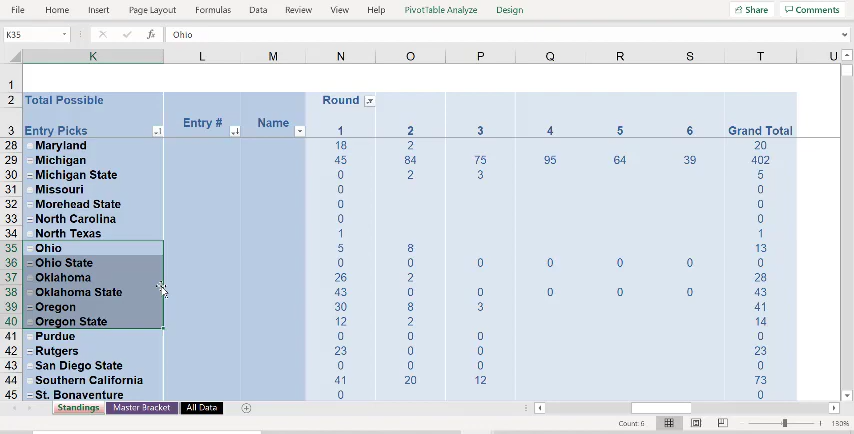 File Home Insert Page Layout Formulas Data Review View Help PivotTable Analyze Design Share Comments
K35 fx Ohio
K L M N O P Q R S T U
1
2 Total Possible Round
3 Entry Picks Entry # Name 1 2 3 4 5 6 Grand Total
28 Maryland 18 2 20
29 Michigan 45 84 75 95 64 39 402
30 Michigan State 0 2 3 5
31 Missouri 0 0
32 Morehead State 0 0
33 North Carolina 0 0
34 North Texas 1 1
35 Ohio 5 8 13
36 Ohio State 0 0 0 0 0 0 0
37 Oklahoma 26 2 28
38 Oklahoma State 43 0 0 0 0 0 43
39 Oregon 30 8 3 41
40 Oregon State 12 2 14
41 Purdue 0 0 0 0
42 Rutgers 23 0 0 23
43 San Diego State 0 0 0 0
44 Southern California 41 20 12 73
45 St. Bonaventure 0 0
Standings Master Bracket All Data
Count: 6 130%